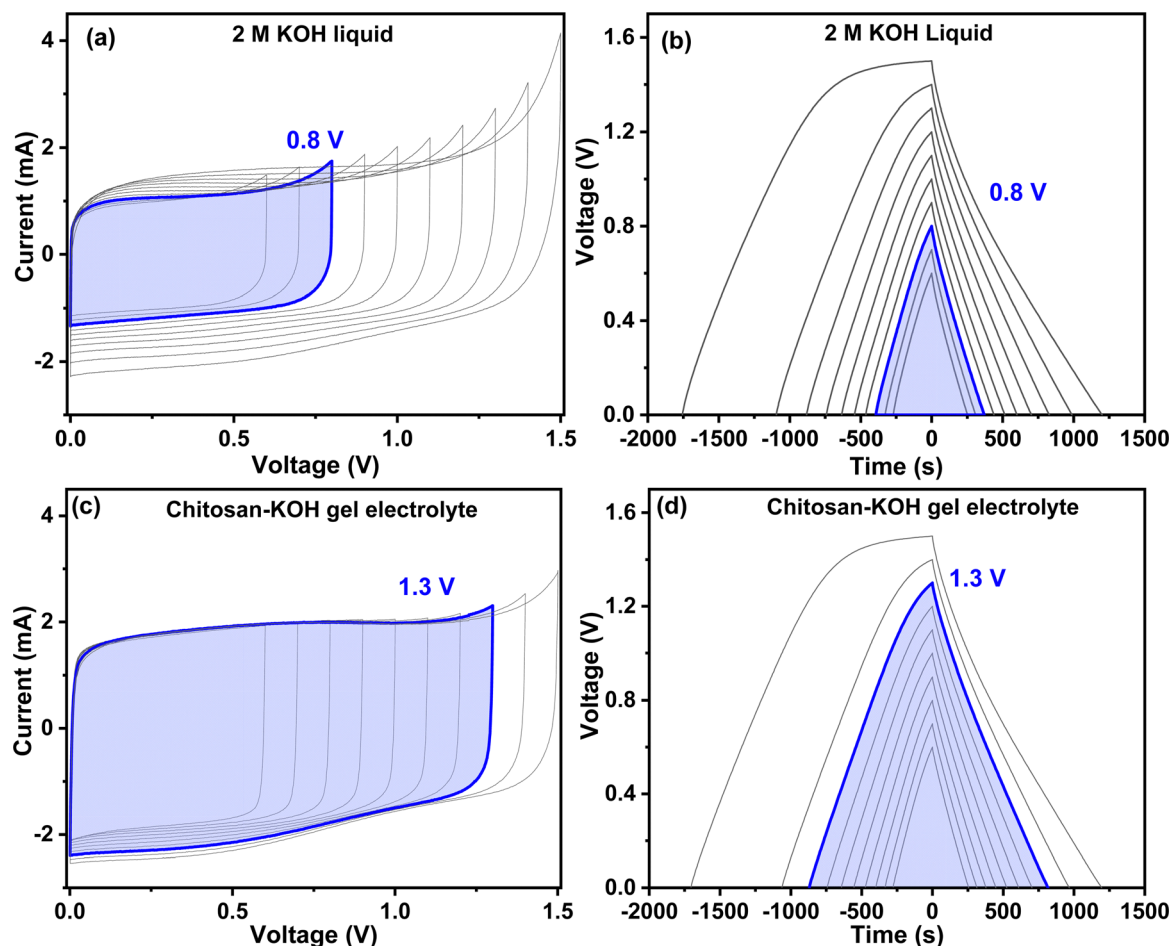 (a)
2 M KOH liquid
0.8 V
4
2
0
-2
Current (mA)
0.0 0.5 1.0 1.5
Voltage (V)
(b)
2 M KOH Liquid
0.8 V
1.6
1.2
0.8
0.4
0.0
Voltage (V)
-2000 -1500 -1000 -500 0 500 1000 1500
Time (s)
(c)
Chitosan-KOH gel electrolyte
1.3 V
4
2
0
-2
Current (mA)
0.0 0.5 1.0 1.5
Voltage (V)
(d)
Chitosan-KOH gel electrolyte
1.3 V
1.6
1.2
0.8
0.4
0.0
Voltage (V)
-2000 -1500 -1000 -500 0 500 1000 1500
Time (s)